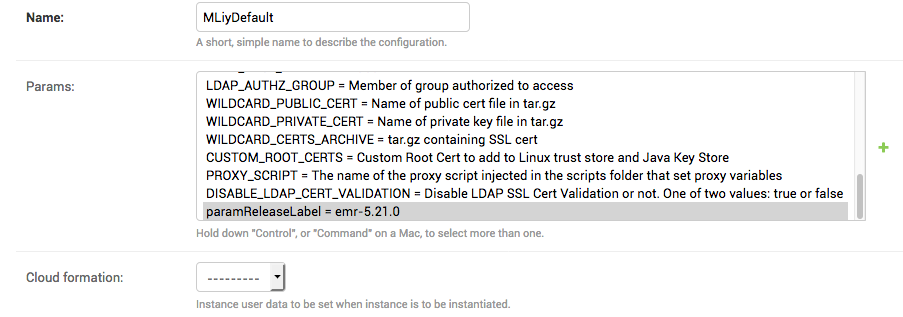 Name:
MLiyDefault
A short, simple name to describe the configuration.
Params:
LDAP_AUTHZ_GROUP = Member of group authorized to access
WILDCARD_PUBLIC_CERT = Name of public cert file in tar.gz
WILDCARD_PRIVATE_CERT = Name of private key file in tar.gz
WILDCARD_CERTS_ARCHIVE = tar.gz containing SSL cert
CUSTOM_ROOT_CERTS = Custom Root Cert to add to Linux trust store and Java Key Store
PROXY_SCRIPT = The name of the proxy script injected in the scripts folder that set proxy variables
DISABLE_LDAP_CERT_VALIDATION = Disable LDAP SSL Cert Validation or not. One of two values: true or false
paramReleaseLabel = emr-5.21.0
Hold down "Control", or "Command" on a Mac, to select more than one.
Cloud formation:
---------
Instance user data to be set when instance is to be instantiated.